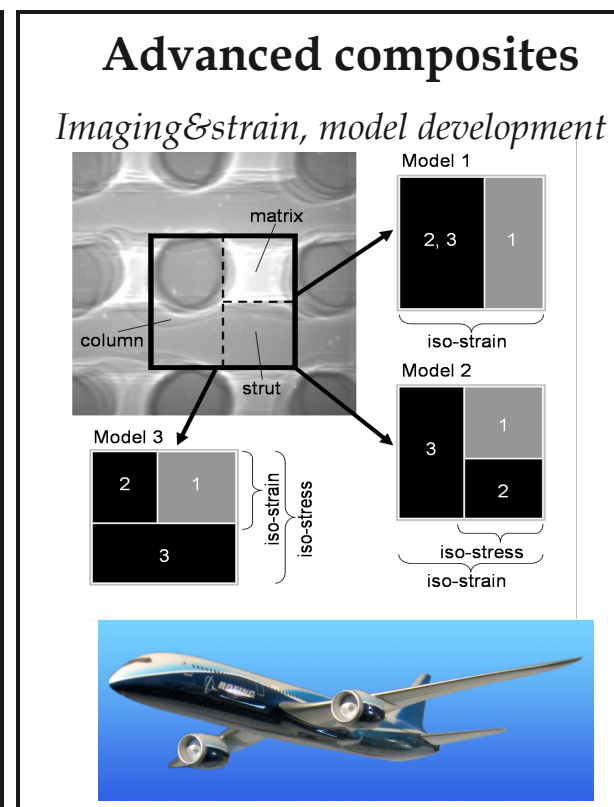 Advanced composites
Imaging&strain, model development
Model 1
matrix
2, 3
1
column
iso-strain
strut
Model 2
Model 3
3
1
2
2
1
3
iso-strain
iso-stress
iso-stress
iso-strain
BOEING